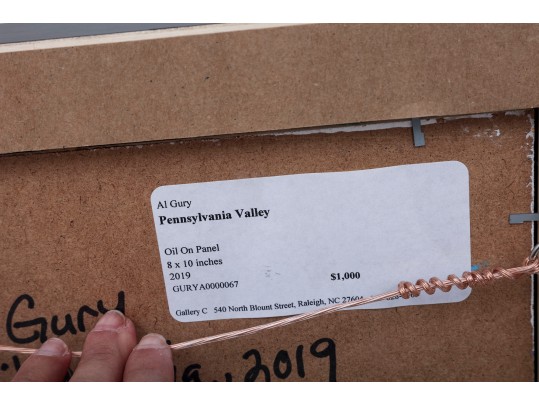 Al Gury
Pennsylvania Valley
Oil On Panel
8 x 10 inches
2019
GURYA0000067
$1,000
Gallery C 540 North Blount Street, Raleigh, NC 27604
Gury
2019